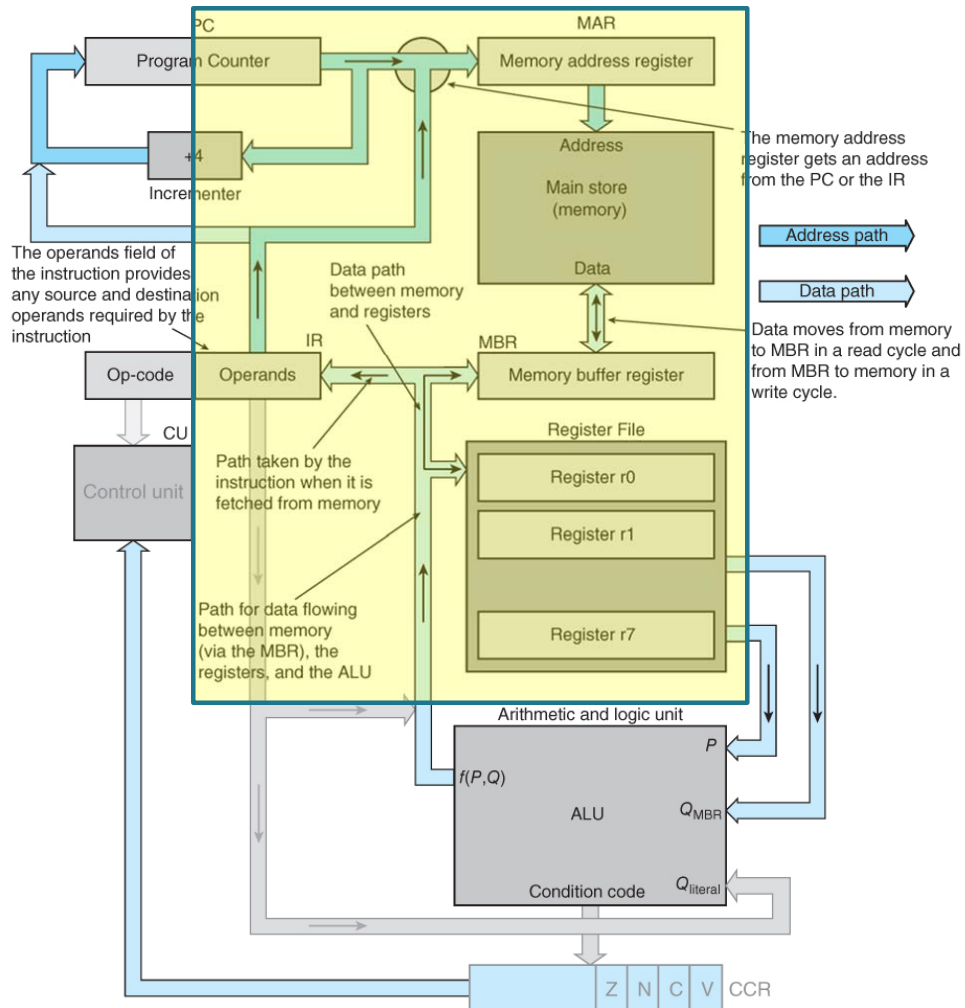 PC
MAR
Program Counter
Memory address register
+4
Incrementer
Address
Main store
(memory)
Data
The memory address
register gets an address
from the PC or the IR
Address path
Data path
The operands field of
the instruction provides
any source and destination
operands required by the
instruction
Data path
between memory
and registers
Data moves from memory
to MBR in a read cycle and
from MBR to memory in a
write cycle.
IR
MBR
Op-code
Operands
Memory buffer register
CU
Control unit
Path taken by the
instruction when it is
fetched from memory
Register File
Register r0
Register r1
Register r7
Path for data flowing
between memory
(via the MBR), the
registers, and the ALU
Arithmetic and logic unit
P
f(P,Q)
ALU
QMBR
Qliteral
Condition code
Z N C V CCR